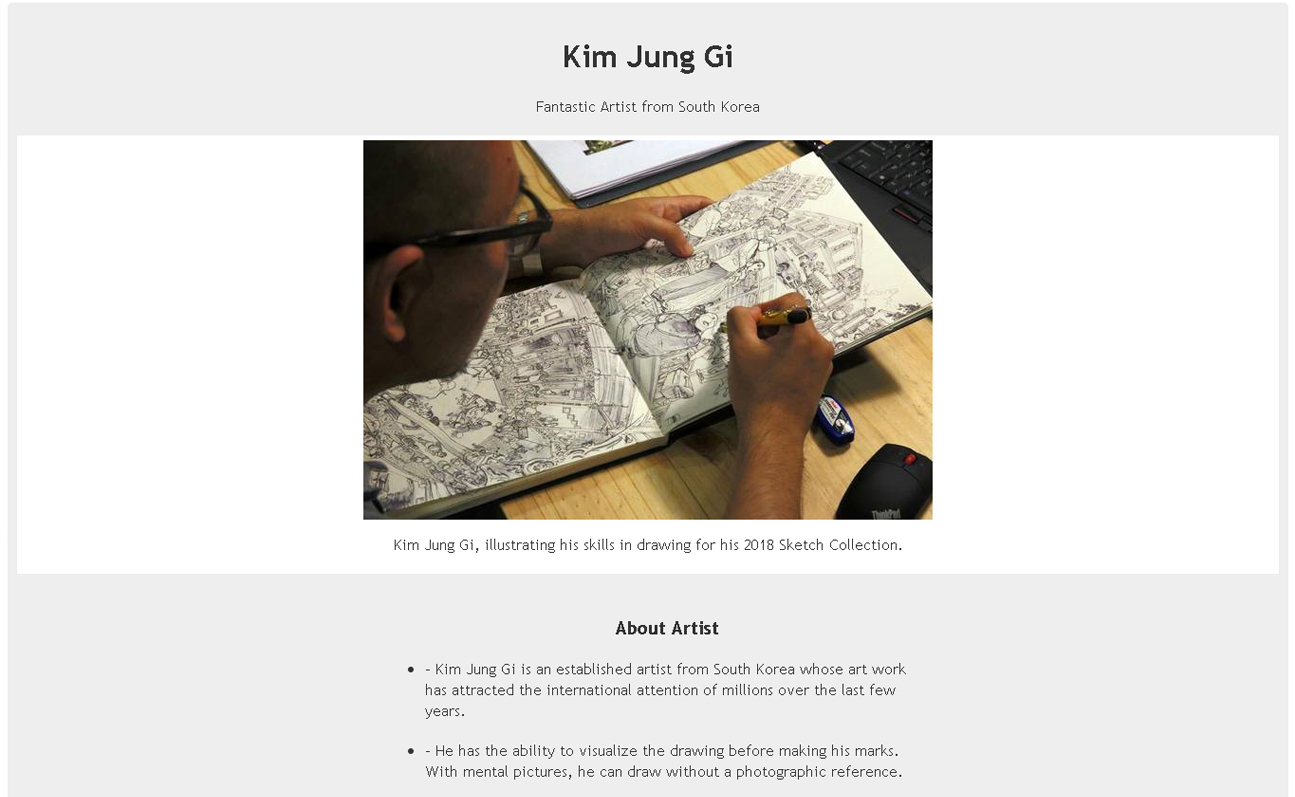 Kim Jung Gi
Fantastic Artist from South Korea
ThinkPad
Kim Jung Gi, illustrating his skills in drawing for his 2018 Sketch Collection.
About Artist
- Kim Jung Gi is an established artist from South Korea whose art work
has attracted the international attention of millions over the last few
years.
- He has the ability to visualize the drawing before making his marks.
With mental pictures, he can draw without a photographic reference.